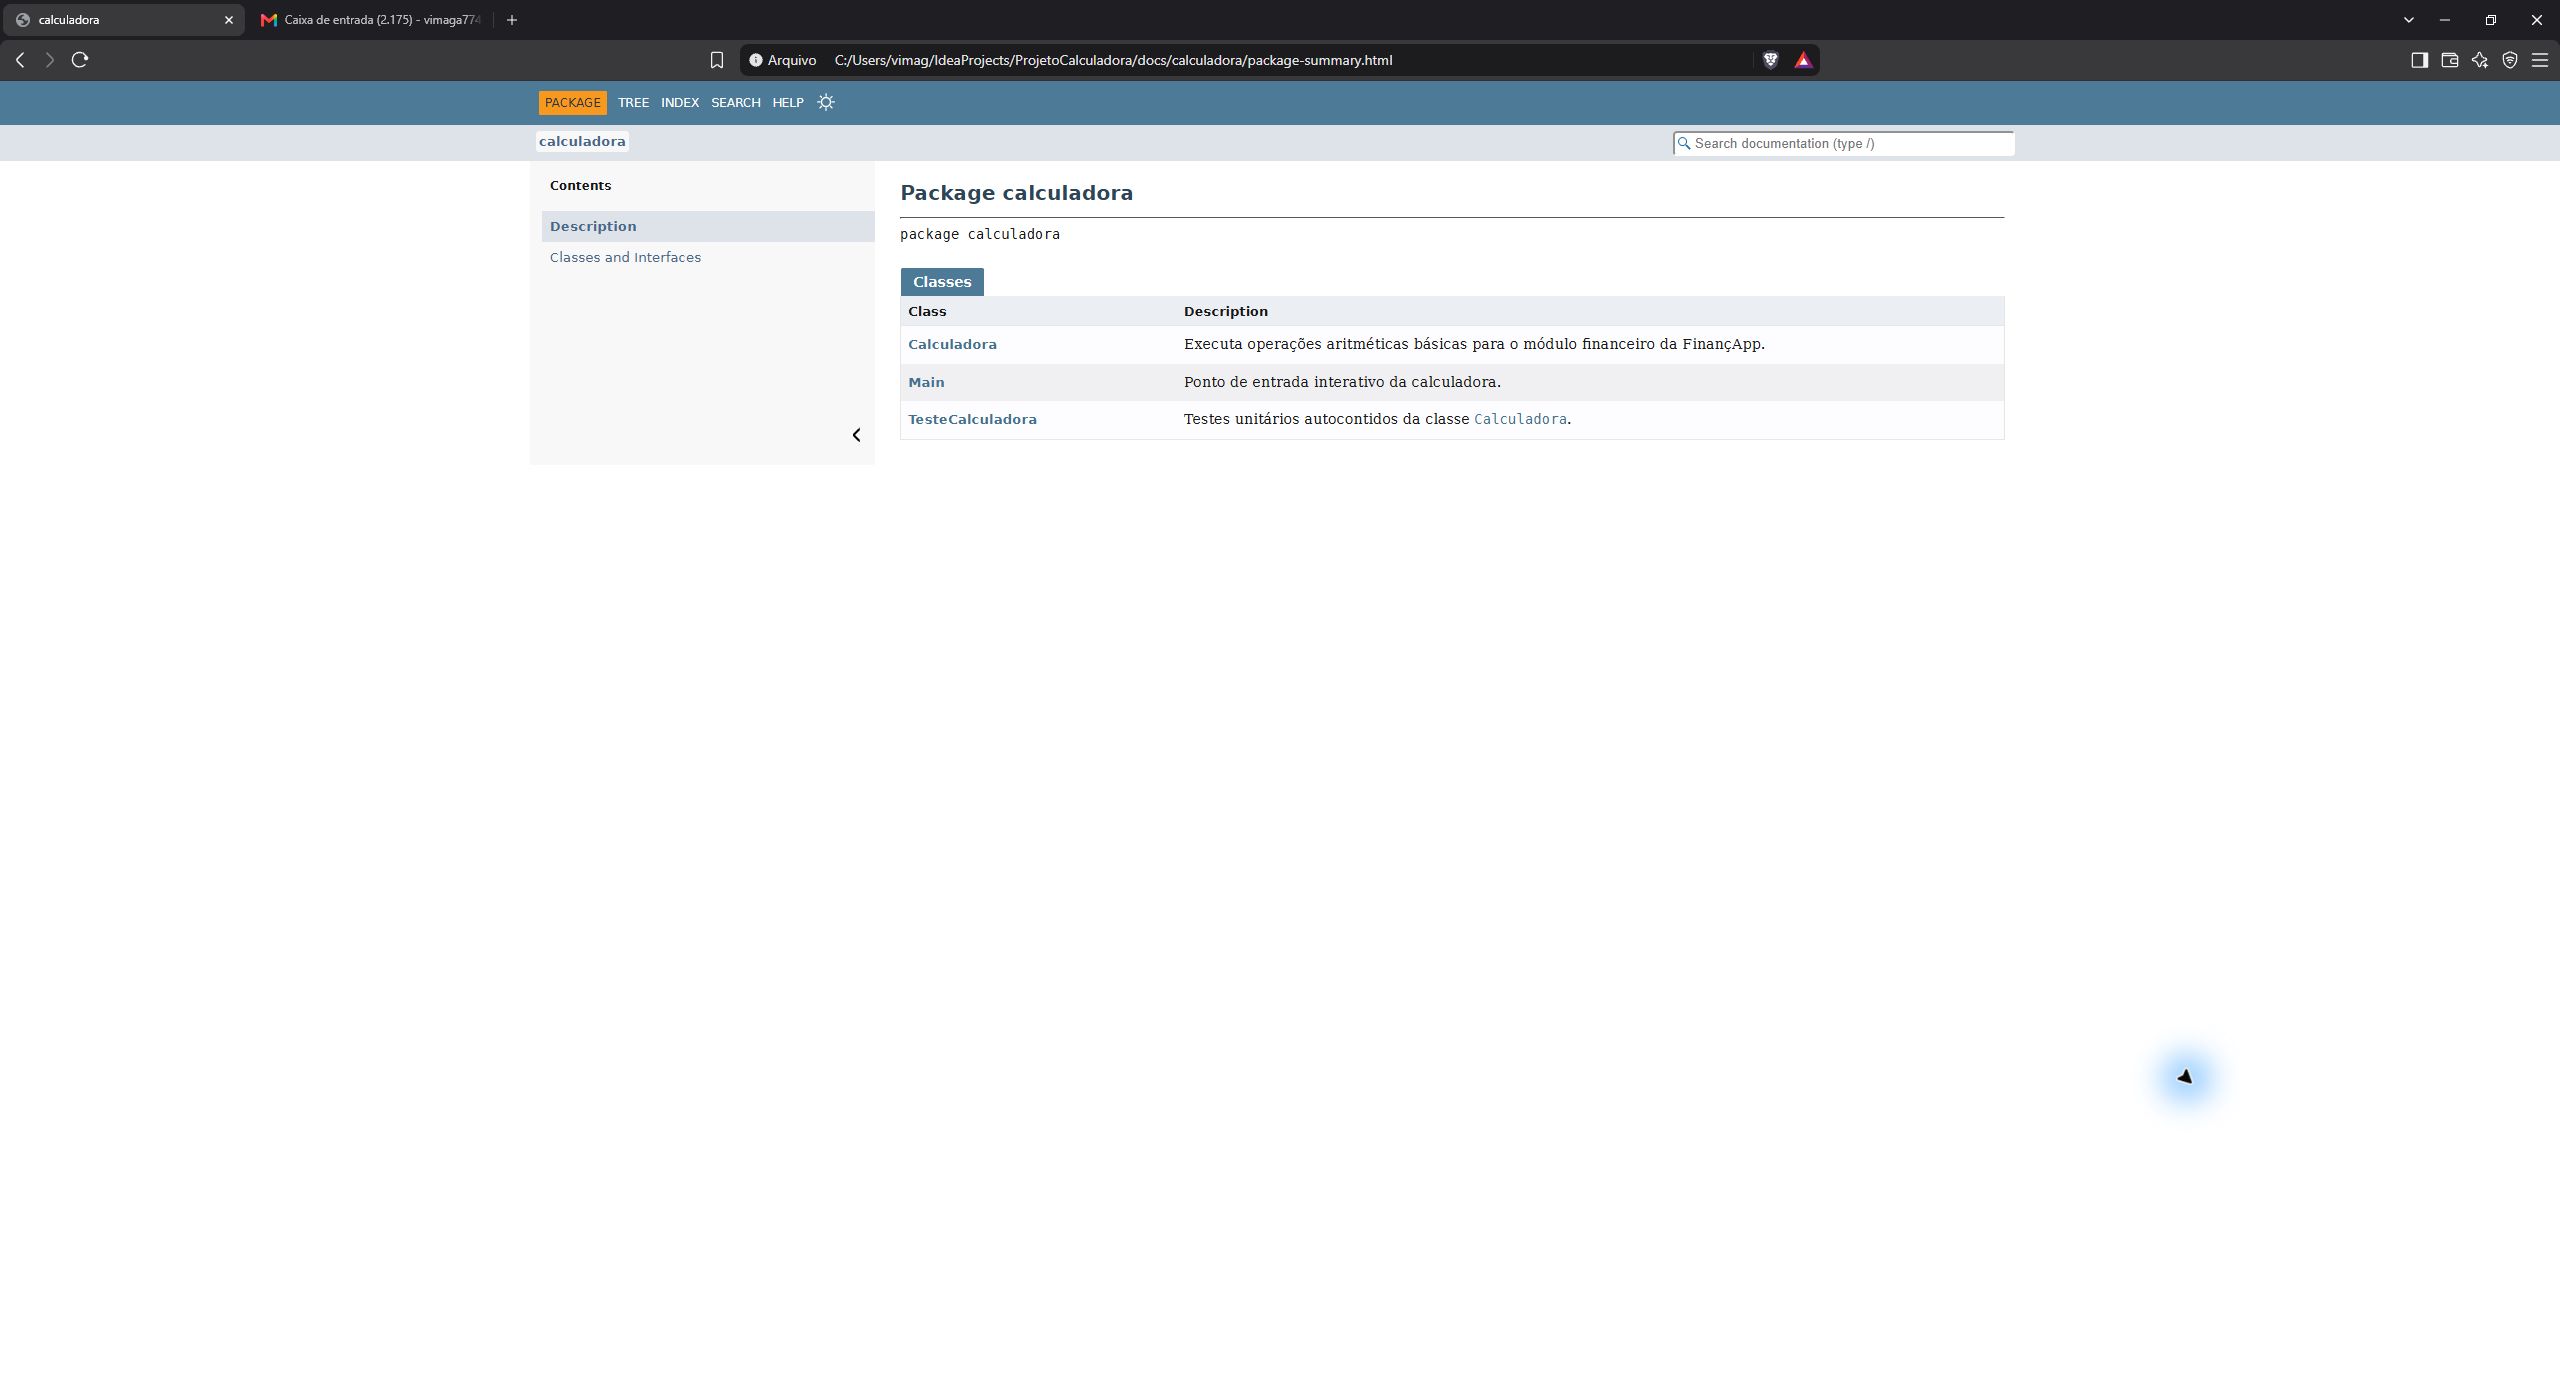 calculadora
Caixa de entrada (2.175) - vimaga774
Arquivo C:/Users/vimag/IdeaProjects/ProjetoCalculadora/docs/calculadora/package-summary.html
PACKAGE TREE INDEX SEARCH HELP
calculadora
Search documentation (type /)
Contents
Description
Classes and Interfaces
Package calculadora
package calculadora
Classes
Class Description
Calculadora Executa operações aritméticas básicas para o módulo financeiro da FinançApp.
Main Ponto de entrada interativo da calculadora.
TesteCalculadora Testes unitários autocontidos da classe Calculadora.